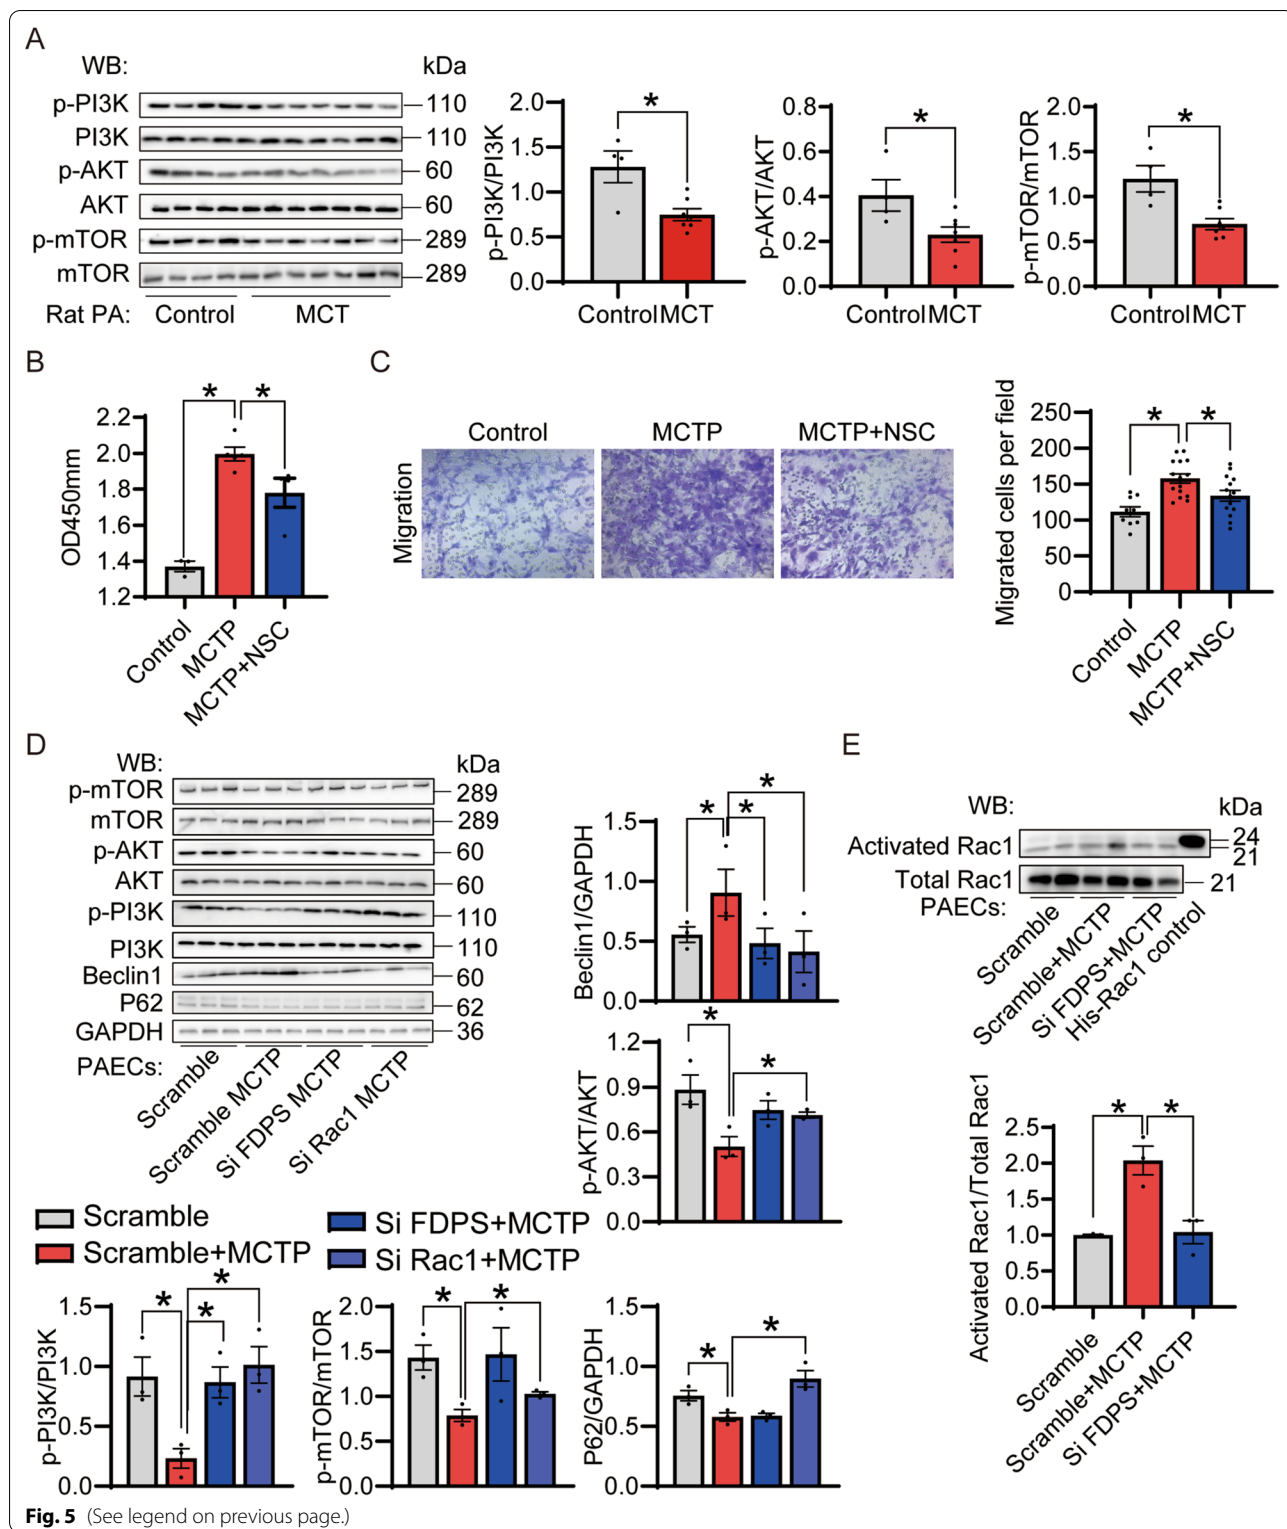 A
WB:
kDa
p-PI3K
110
PI3K
110
p-AKT
60
AKT
60
p-mTOR
289
mTOR
289
Rat PA:
Control
MCT
p-PI3K/PI3K
2.0
1.5
1.0
0.5
0.0
*
Control MCT
p-AKT/AKT
0.8
0.6
0.4
0.2
0.0
*
Control MCT
p-mTOR/mTOR
2.0
1.5
1.0
0.5
0.0
*
Control MCT
B
OD450mm
2.2
2.0
1.8
1.6
1.4
1.2
*
*
Control
MCTP
MCTP+NSC
C
Migration
Control
MCTP
MCTP+NSC
Migrated cells per field
250
200
150
100
50
0
*
*
Control
MCTP
MCTP+NSC
D
WB:
kDa
p-mTOR
289
mTOR
289
p-AKT
60
AKT
60
p-PI3K
110
PI3K
110
Beclin1
60
P62
62
GAPDH
36
PAECs:
Scramble
Scramble MCTP
Si FDPS MCTP
Si Rac1 MCTP
Beclin1/GAPDH
1.5
1.0
0.5
0.0
*
*
*
p-AKT/AKT
1.2
0.9
0.6
0.3
0.0
*
*
Scramble
Scramble+MCTP
Si FDPS+MCTP
Si Rac1+MCTP
p-PI3K/PI3K
1.5
1.0
0.5
0.0
*
*
*
p-mTOR/mTOR
2.0
1.5
1.0
0.5
0.0
*
*
P62/GAPDH
1.5
1.0
0.5
0.0
*
*
E
WB:
kDa
Activated Rac1
24
21
Total Rac1
21
PAECs:
Scramble
Scramble+MCTP
Si FDPS+MCTP
His-Rac1 control
Activated Rac1/Total Rac1
2.5
2.0
1.5
1.0
0.5
0.0
*
*
Scramble
Scramble+MCTP
Si FDPS+MCTP
Fig. 5 (See legend on previous page.)